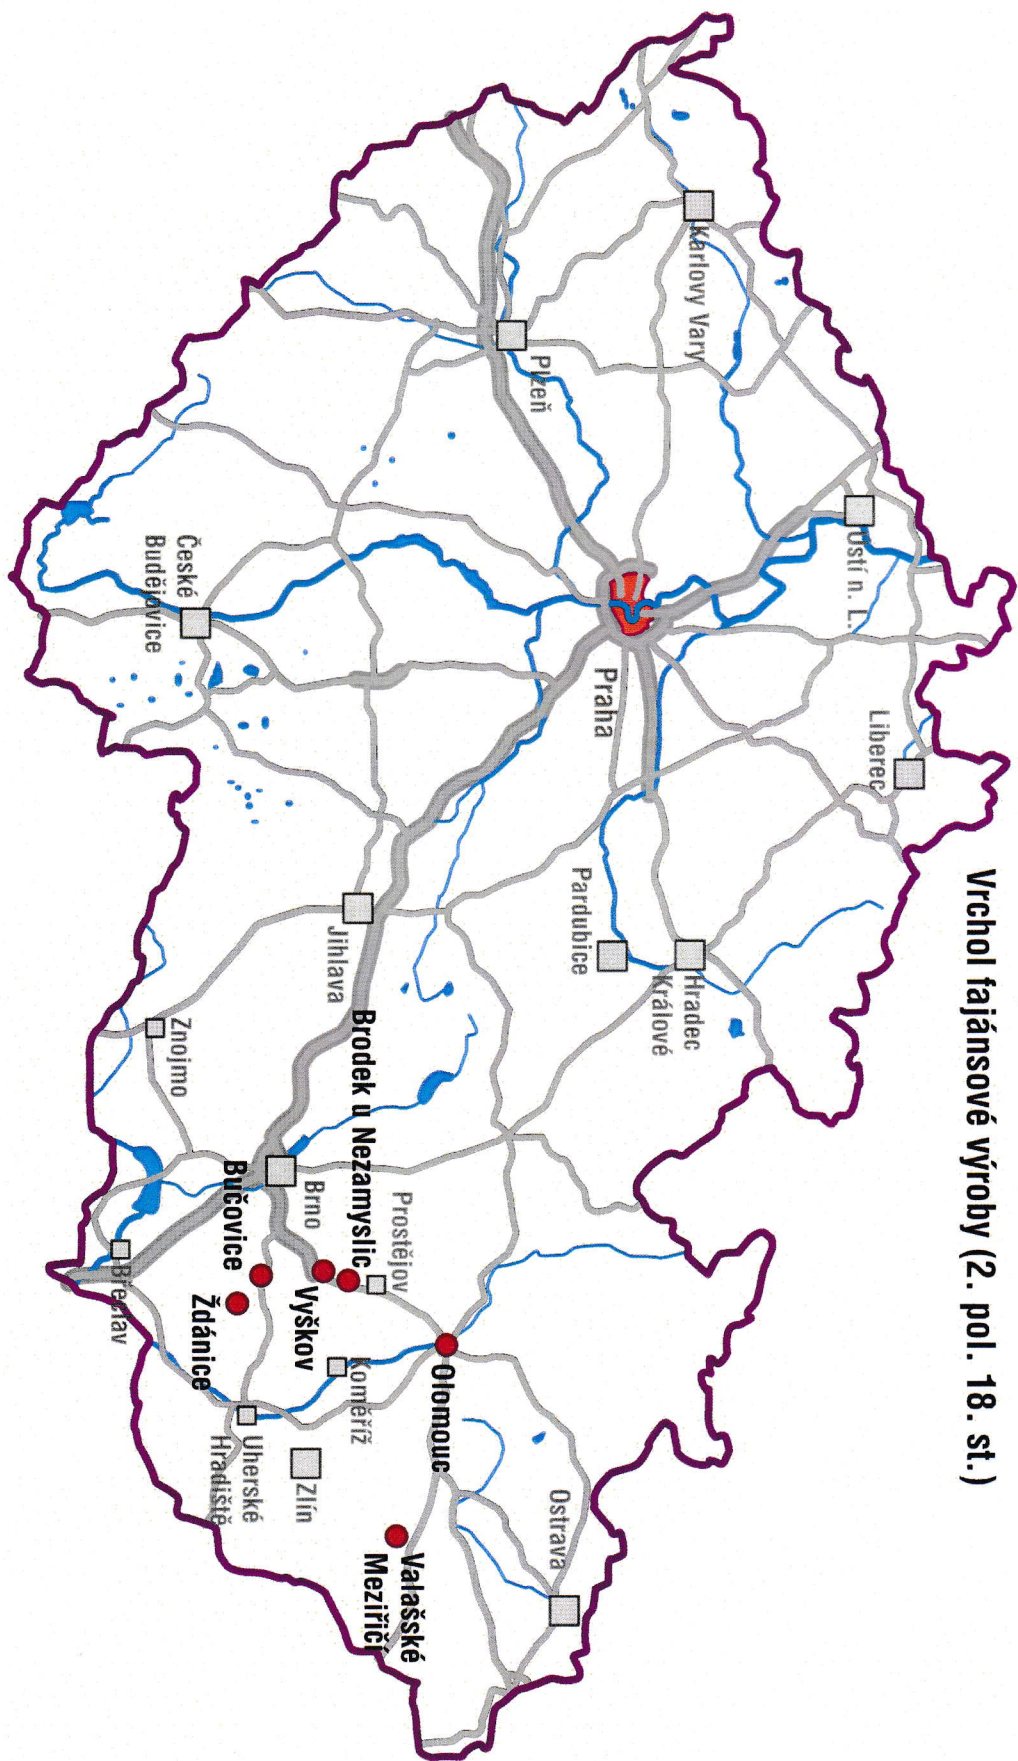 Vrchol fajánsové výroby (2. pol. 18. st.)
Ústí n. L.
Liberec
Karlovy Vary
Praha
Hradec
Králové
Pardubice
Plzeň
Ostrava
Olomouc
Valašské
Meziříčí
Jihlava
Brodek u Nezamyslic
Prostějov
Koměříž
Brno
Vyškov
Zlín
Bučovice
Ždánice
Uherské
Hradiště
České
Budějovice
Znojmo
Břeclav